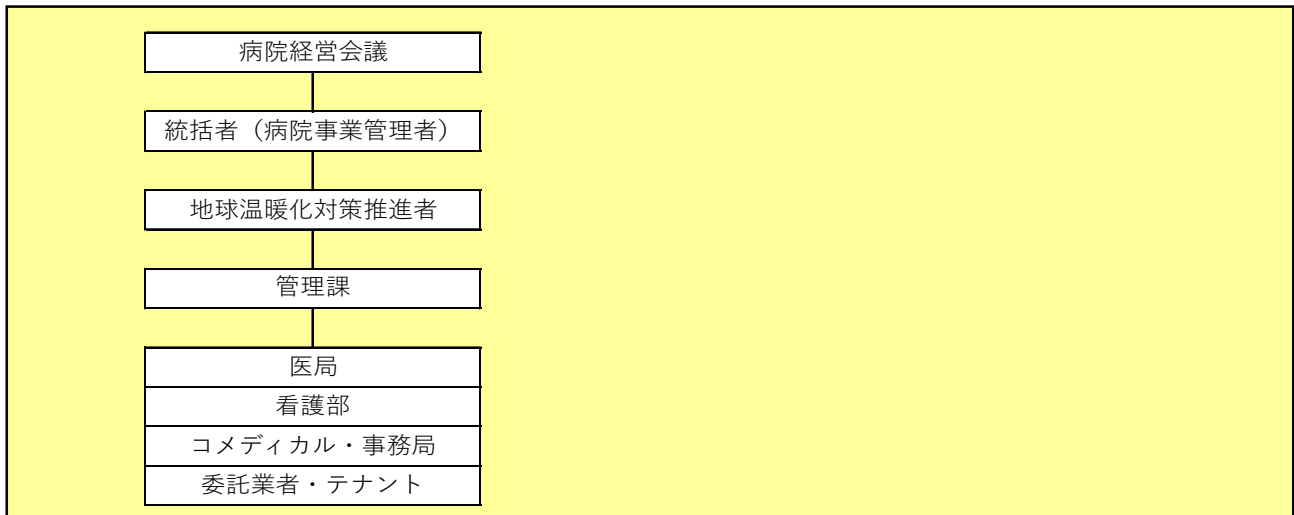 病院経営会議
統括者（病院事業管理者）
地球温暖化対策推進者
管理課
医局
看護部
コメディカル・事務局
委託業者・テナント